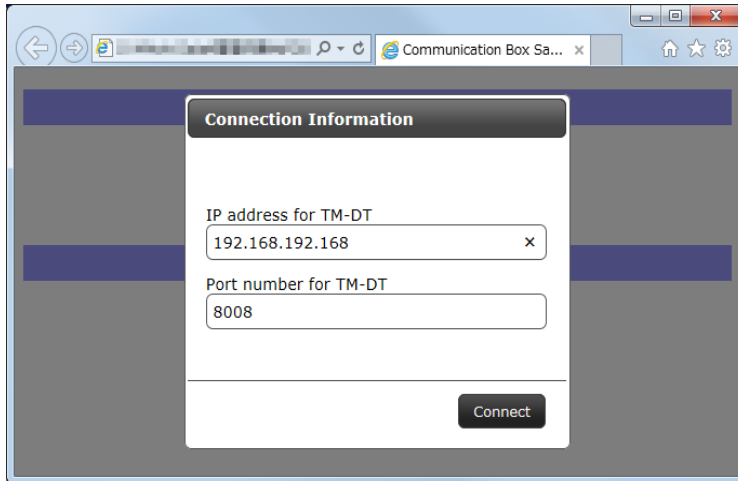 Communication Box Sa...
Connection Information
IP address for TM-DT
192.168.192.168
Port number for TM-DT
8008
Connect